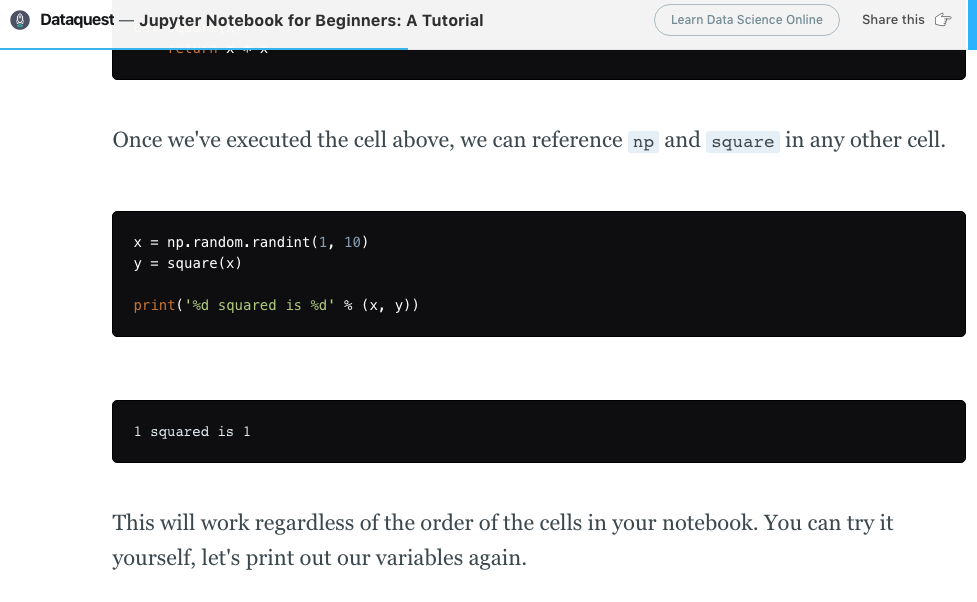 Dataquest — Jupyter Notebook for Beginners: A Tutorial Learn Data Science Online Share this
return x * x
Once we've executed the cell above, we can reference np and square in any other cell.
x = np.random.randint(1, 10)
y = square(x)
print('%d squared is %d' % (x, y))
1 squared is 1
This will work regardless of the order of the cells in your notebook. You can try it
yourself, let's print out our variables again.